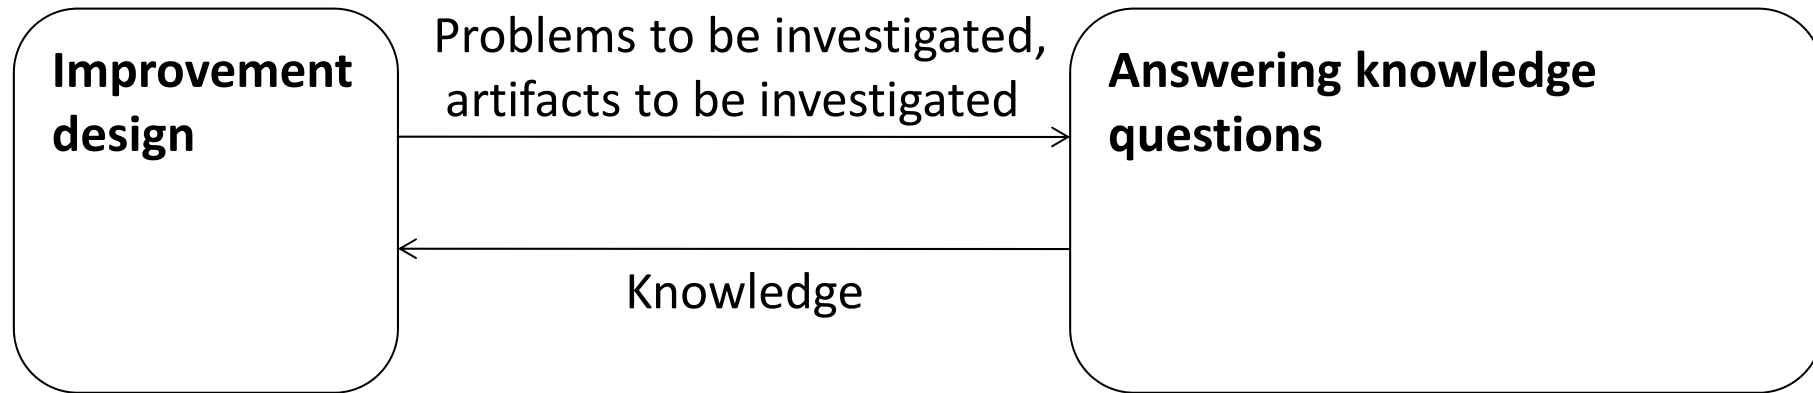 Improvement
design
Problems to be investigated,
artifacts to be investigated
Knowledge
Answering knowledge
questions